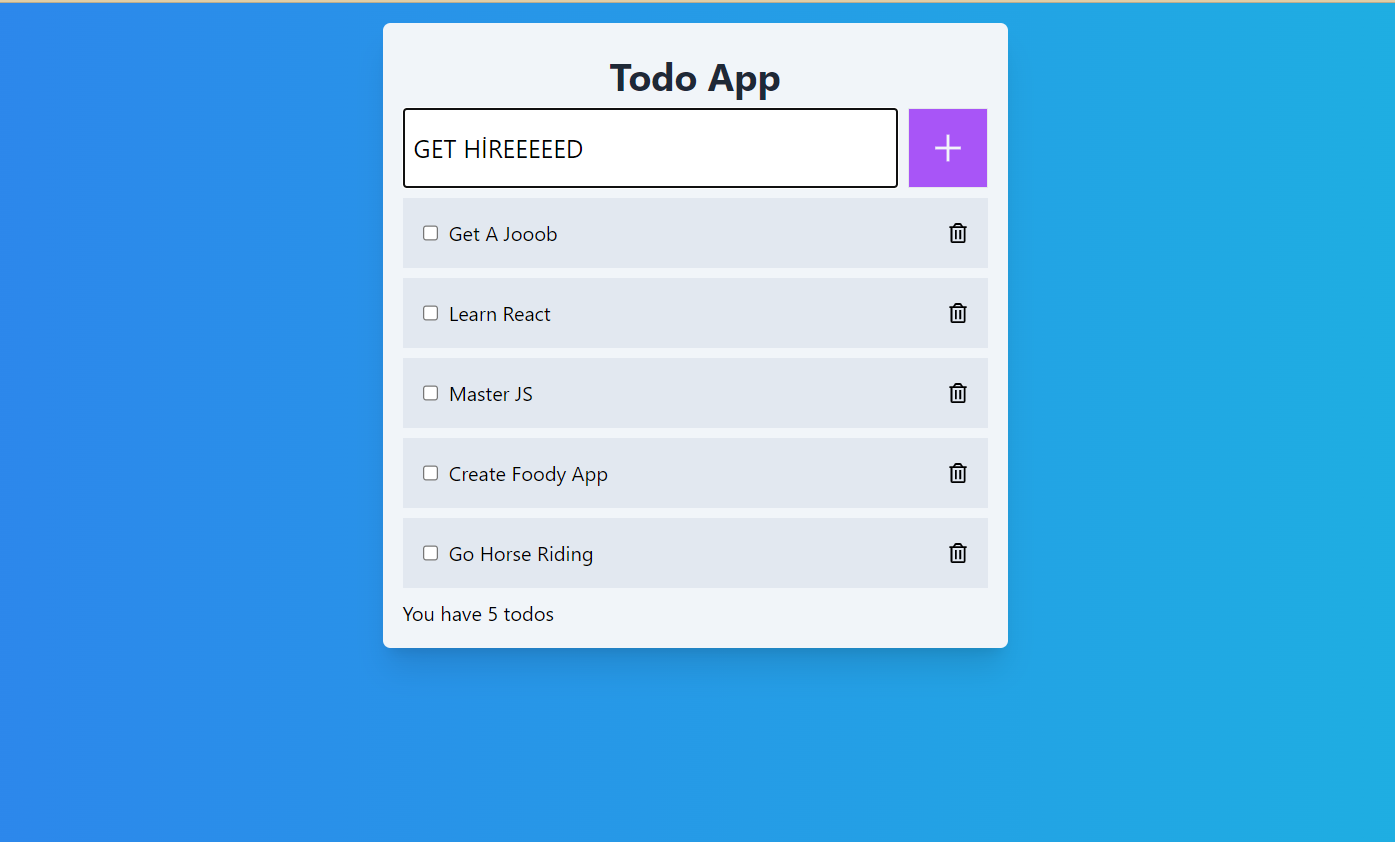 Todo App
GET HİREEEEED
Get A Jooob
Learn React
Master JS
Create Foody App
Go Horse Riding
You have 5 todos